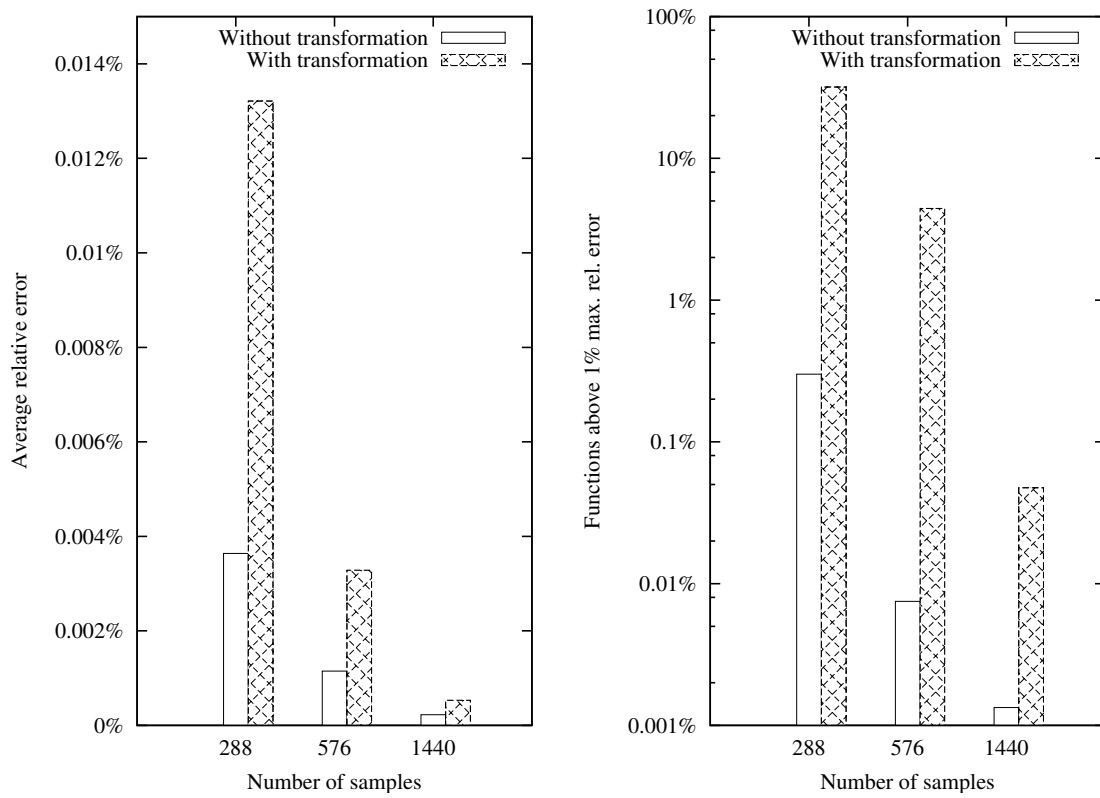 Without transformation
With transformation
0.014%
0.012%
0.01%
0.008%
0.006%
0.004%
0.002%
0%
Average relative error
288 576 1440
Number of samples
Without transformation
With transformation
100%
10%
1%
0.1%
0.01%
0.001%
Functions above 1% max. rel. error
288 576 1440
Number of samples